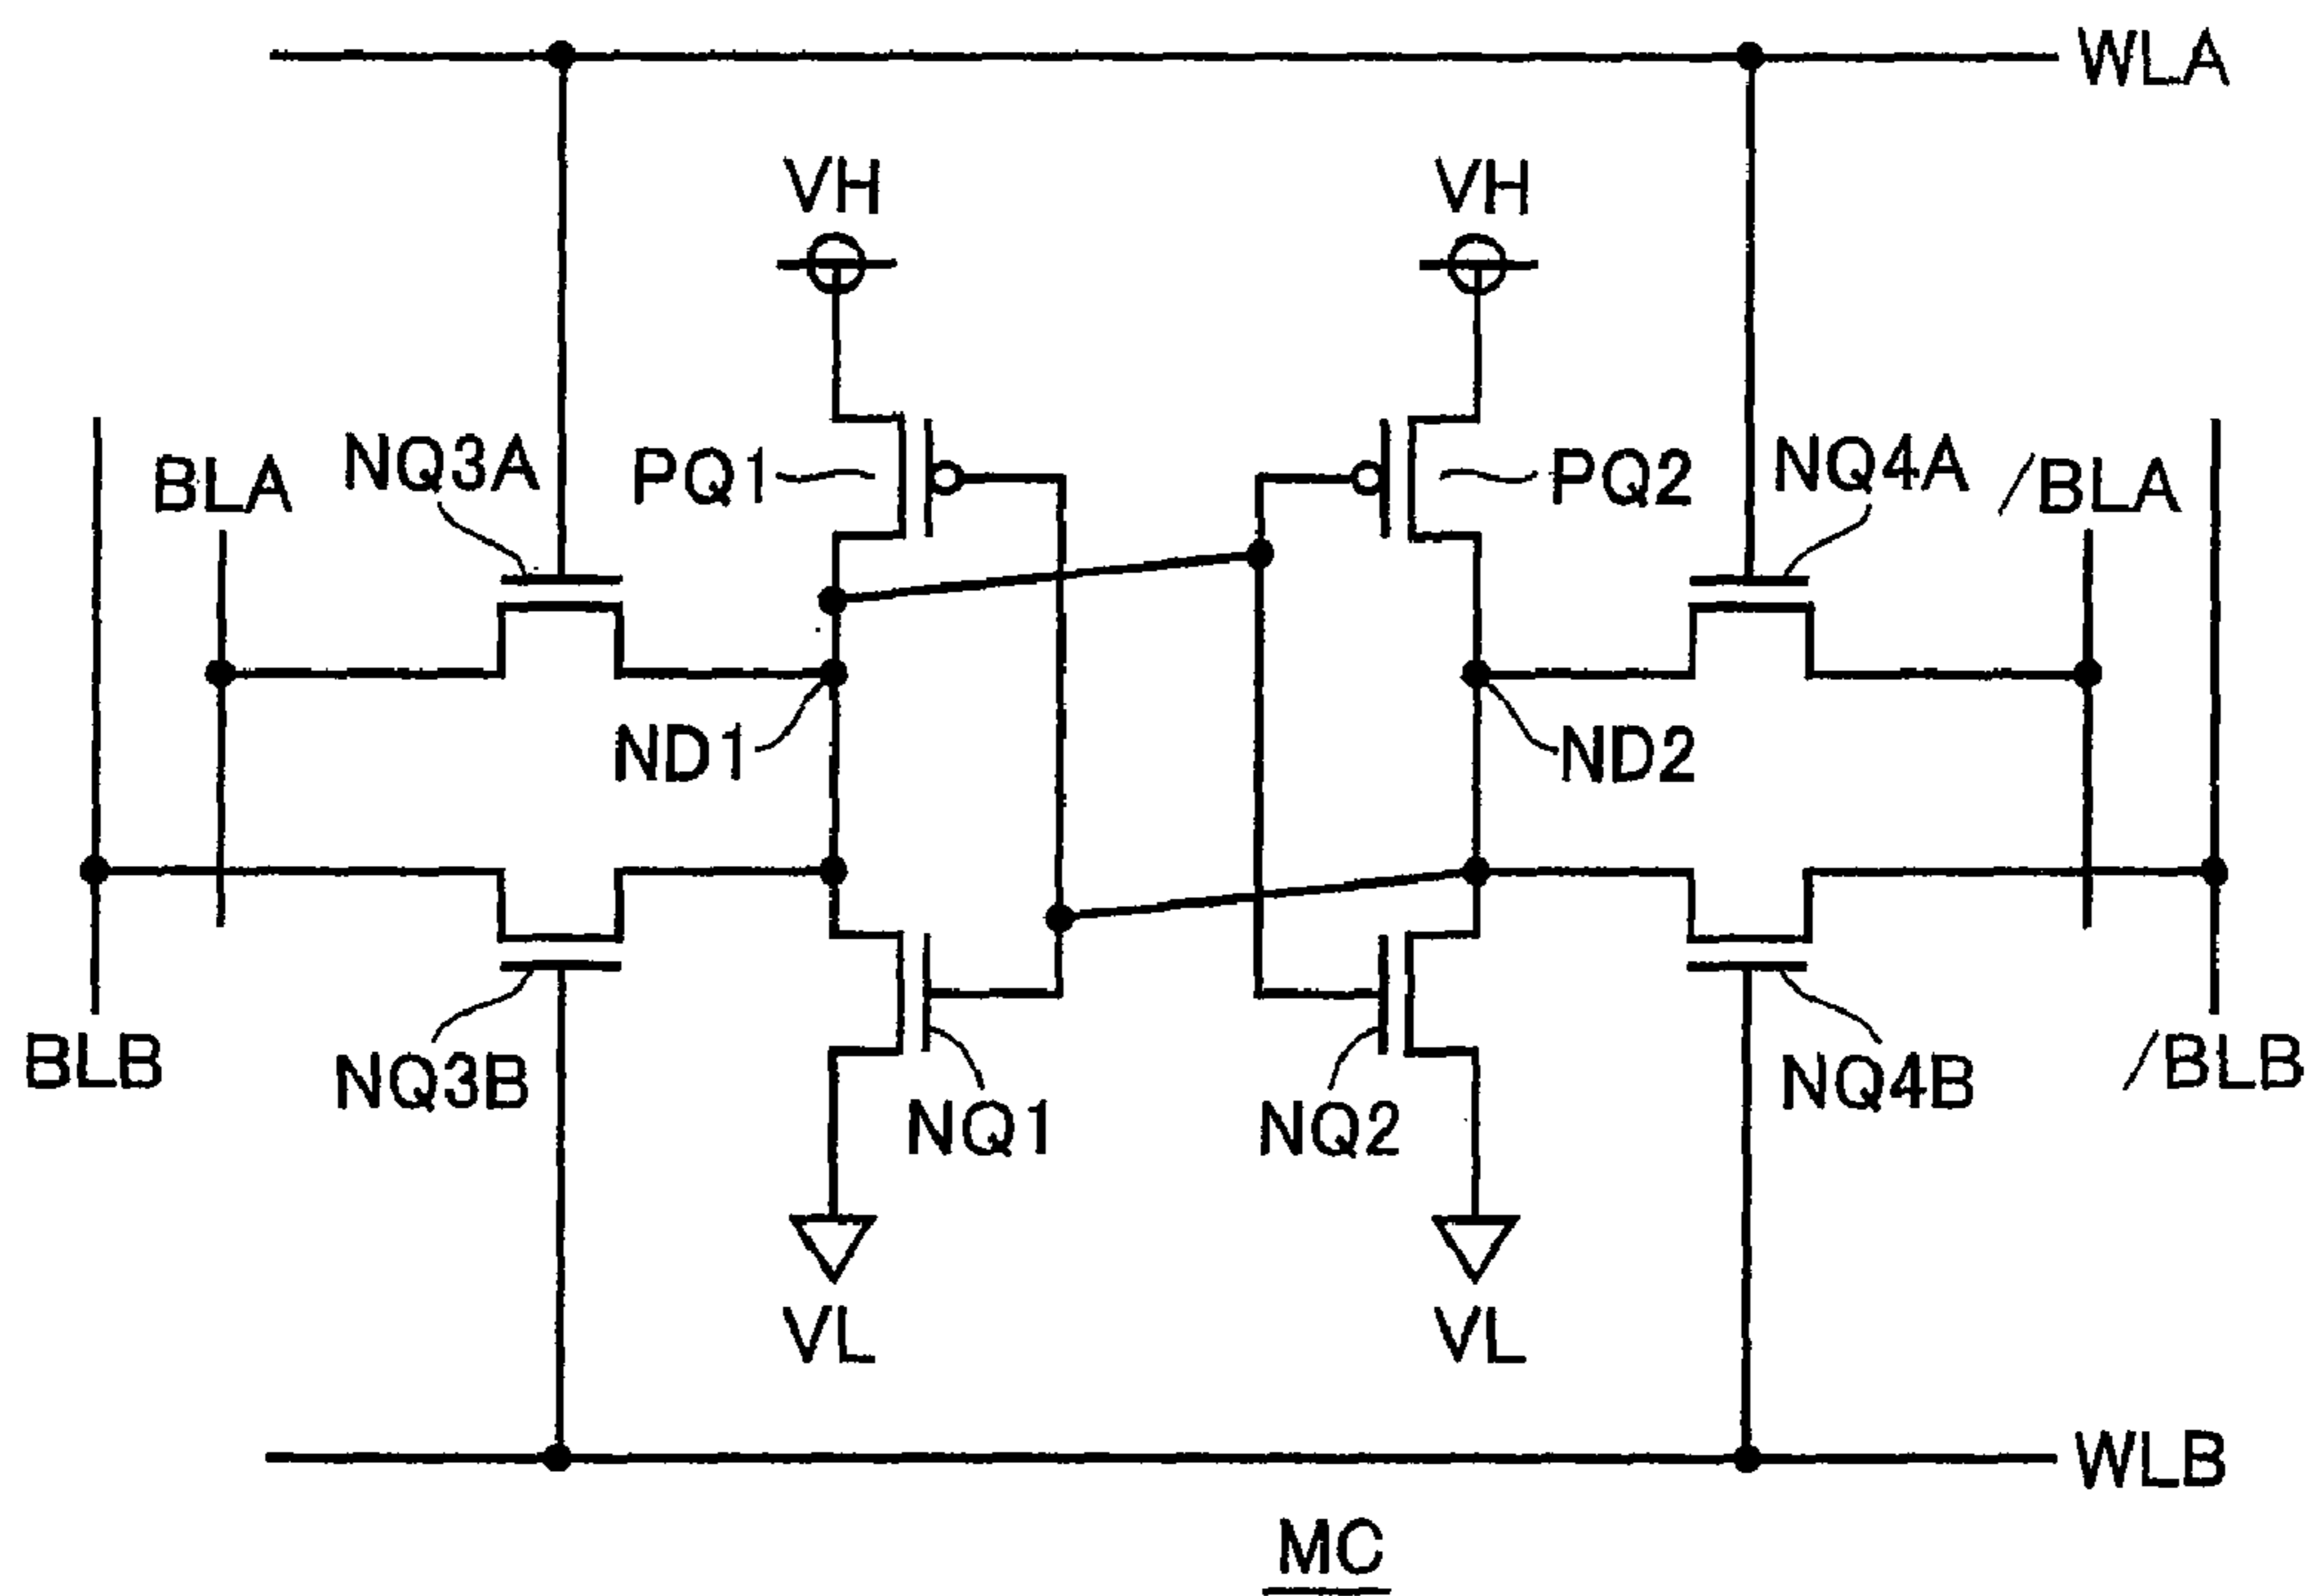 WLA
VH
VH
BLA
NQ3A
PQ1
PQ2
NQ4A
/BLA
ND1
ND2
BLB
NQ3B
NQ1
NQ2
NQ4B
/BLB
VL
VL
WLB
MC